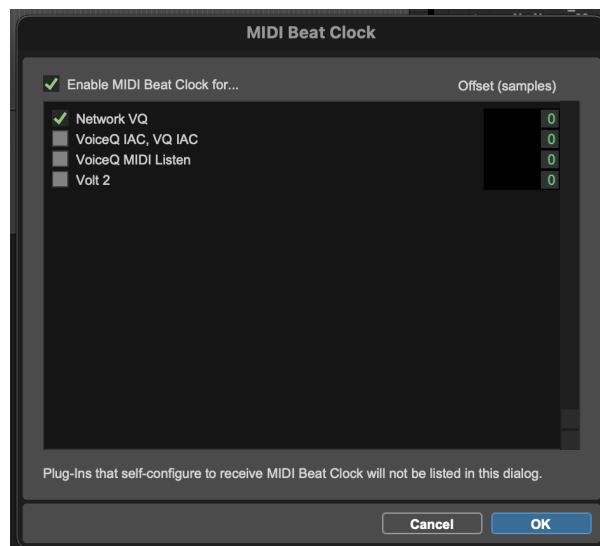 MIDI Beat Clock
Enable MIDI Beat Clock for... Offset (samples)
Network VQ 0
VoiceQ IAC, VQ IAC 0
VoiceQ MIDI Listen 0
Volt 2 0
Plug-Ins that self-configure to receive MIDI Beat Clock will not be listed in this dialog.
Cancel OK